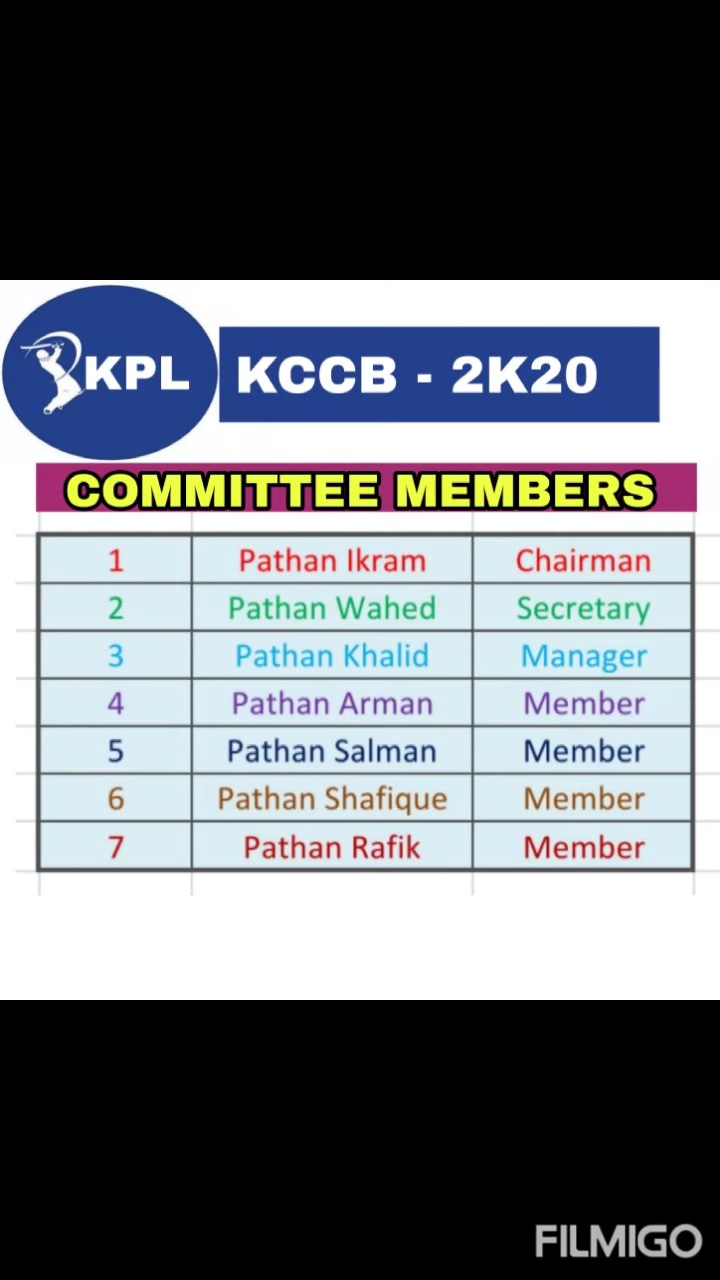 KPL
KCCB - 2K20
COMMITTEE MEMBERS
1 Pathan Ikram Chairman
2 Pathan Wahed Secretary
3 Pathan Khalid Manager
4 Pathan Arman Member
5 Pathan Salman Member
6 Pathan Shafique Member
7 Pathan Rafik Member
FILMIGO